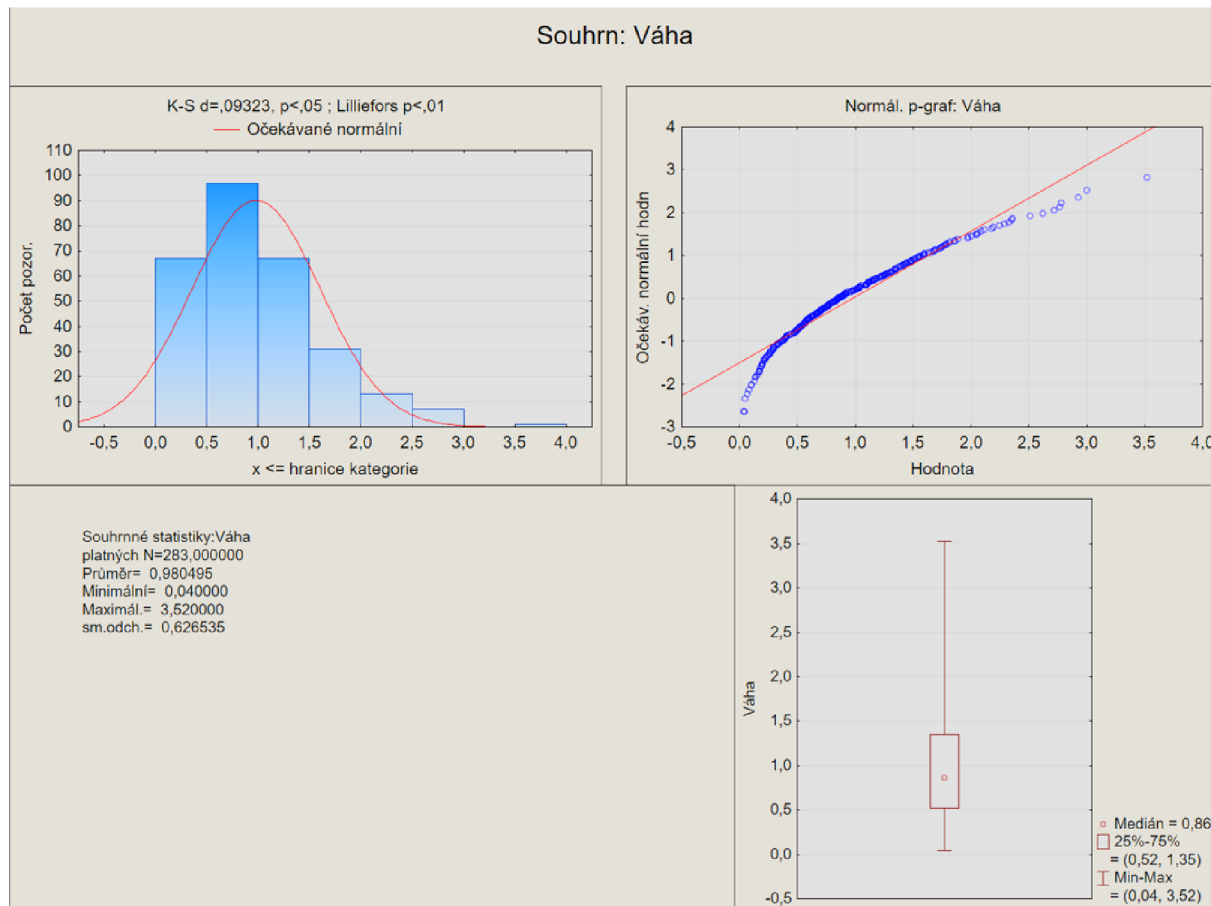 Souhrn: Váha
K-S d=,09323, p<,05 ; Lilliefors p<,01
Očekávané normální
110
100
90
80
70
60
50
40
30
20
10
0
Počet pozor.
-0,5 0,0 0,5 1,0 1,5 2,0 2,5 3,0 3,5 4,0
x <= hranice kategorie
Normál. p-graf: Váha
4
3
2
1
0
-1
-2
-3
Očekáv. normální hodn
-0,5 0,0 0,5 1,0 1,5 2,0 2,5 3,0 3,5 4,0
Hodnota
Souhrnné statistiky:Váha
platných N=283,000000
Průměr= 0,980495
Minimální= 0,040000
Maximál.= 3,520000
sm.odch.= 0,626535
4,0
3,5
3,0
2,5
2,0
1,5
1,0
0,5
0,0
-0,5
Váha
Medián = 0,86
25%-75%
= (0,52, 1,35)
Min-Max
= (0,04, 3,52)